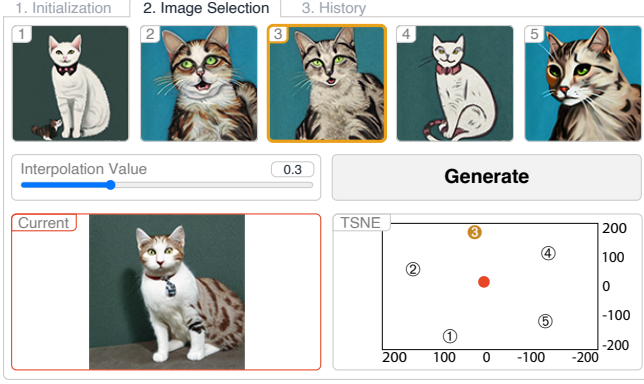 1. Initialization 2. Image Selection 3. History
1 2 3 4 5
Interpolation Value 0.3
Generate
Current
TSNE
3 200
4 100
2
0
5 -100
1
-200
200 100 0 -100 -200